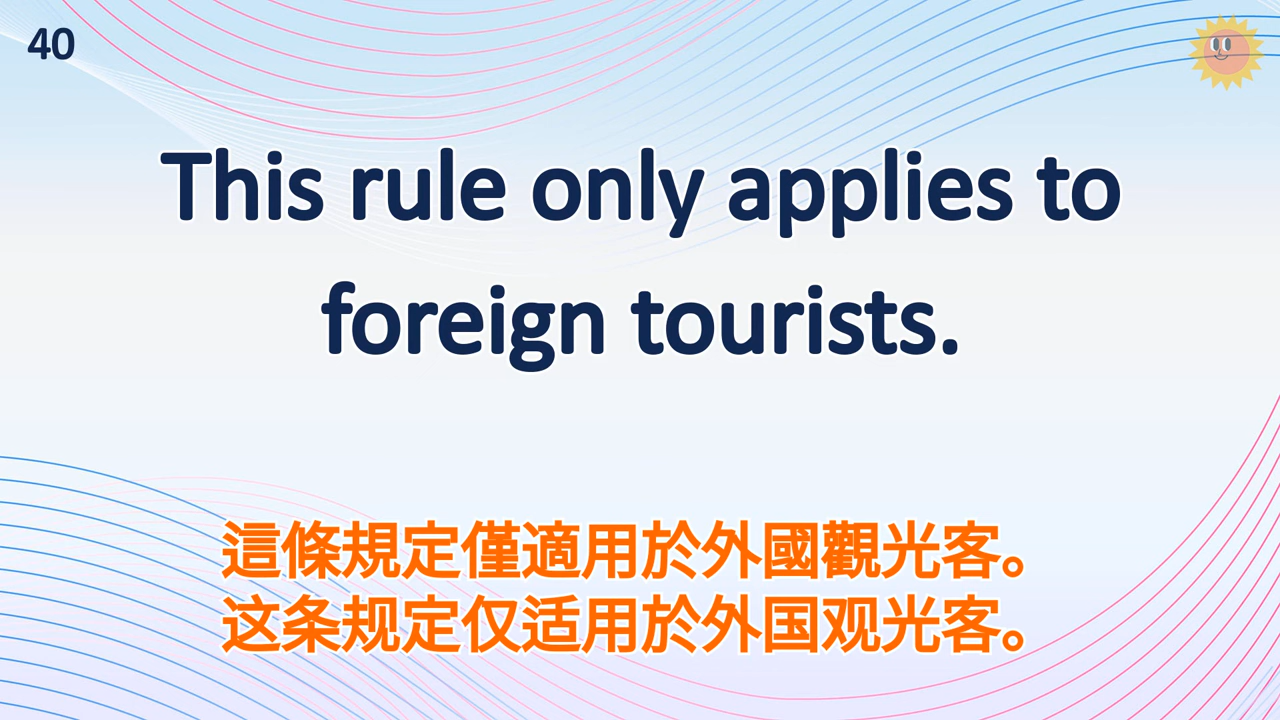 40
This rule only applies to
foreign tourists.
這條規定僅適用於外國觀光客。
这条规定仅适用於外国观光客。